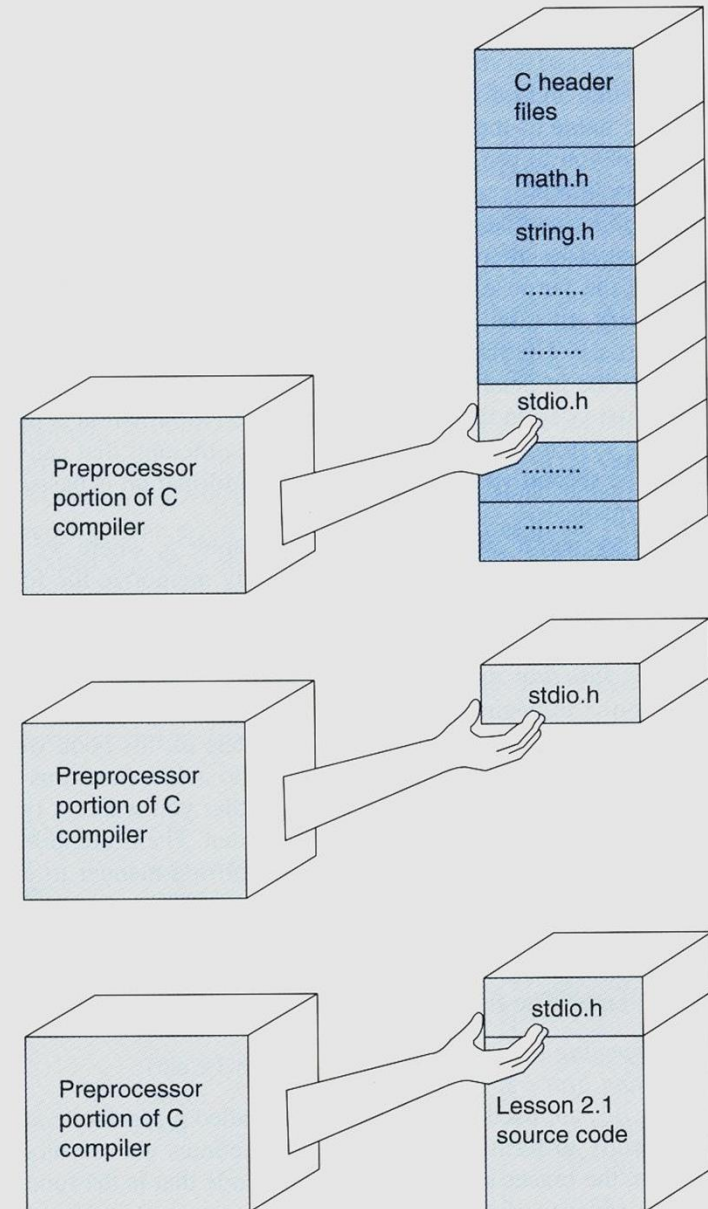 C header
files
math.h
string.h
.........
.........
stdio.h
.........
.........
Preprocessor
portion of C
compiler
stdio.h
Preprocessor
portion of C
compiler
stdio.h
Lesson 2.1
source code
Preprocessor
portion of C
compiler